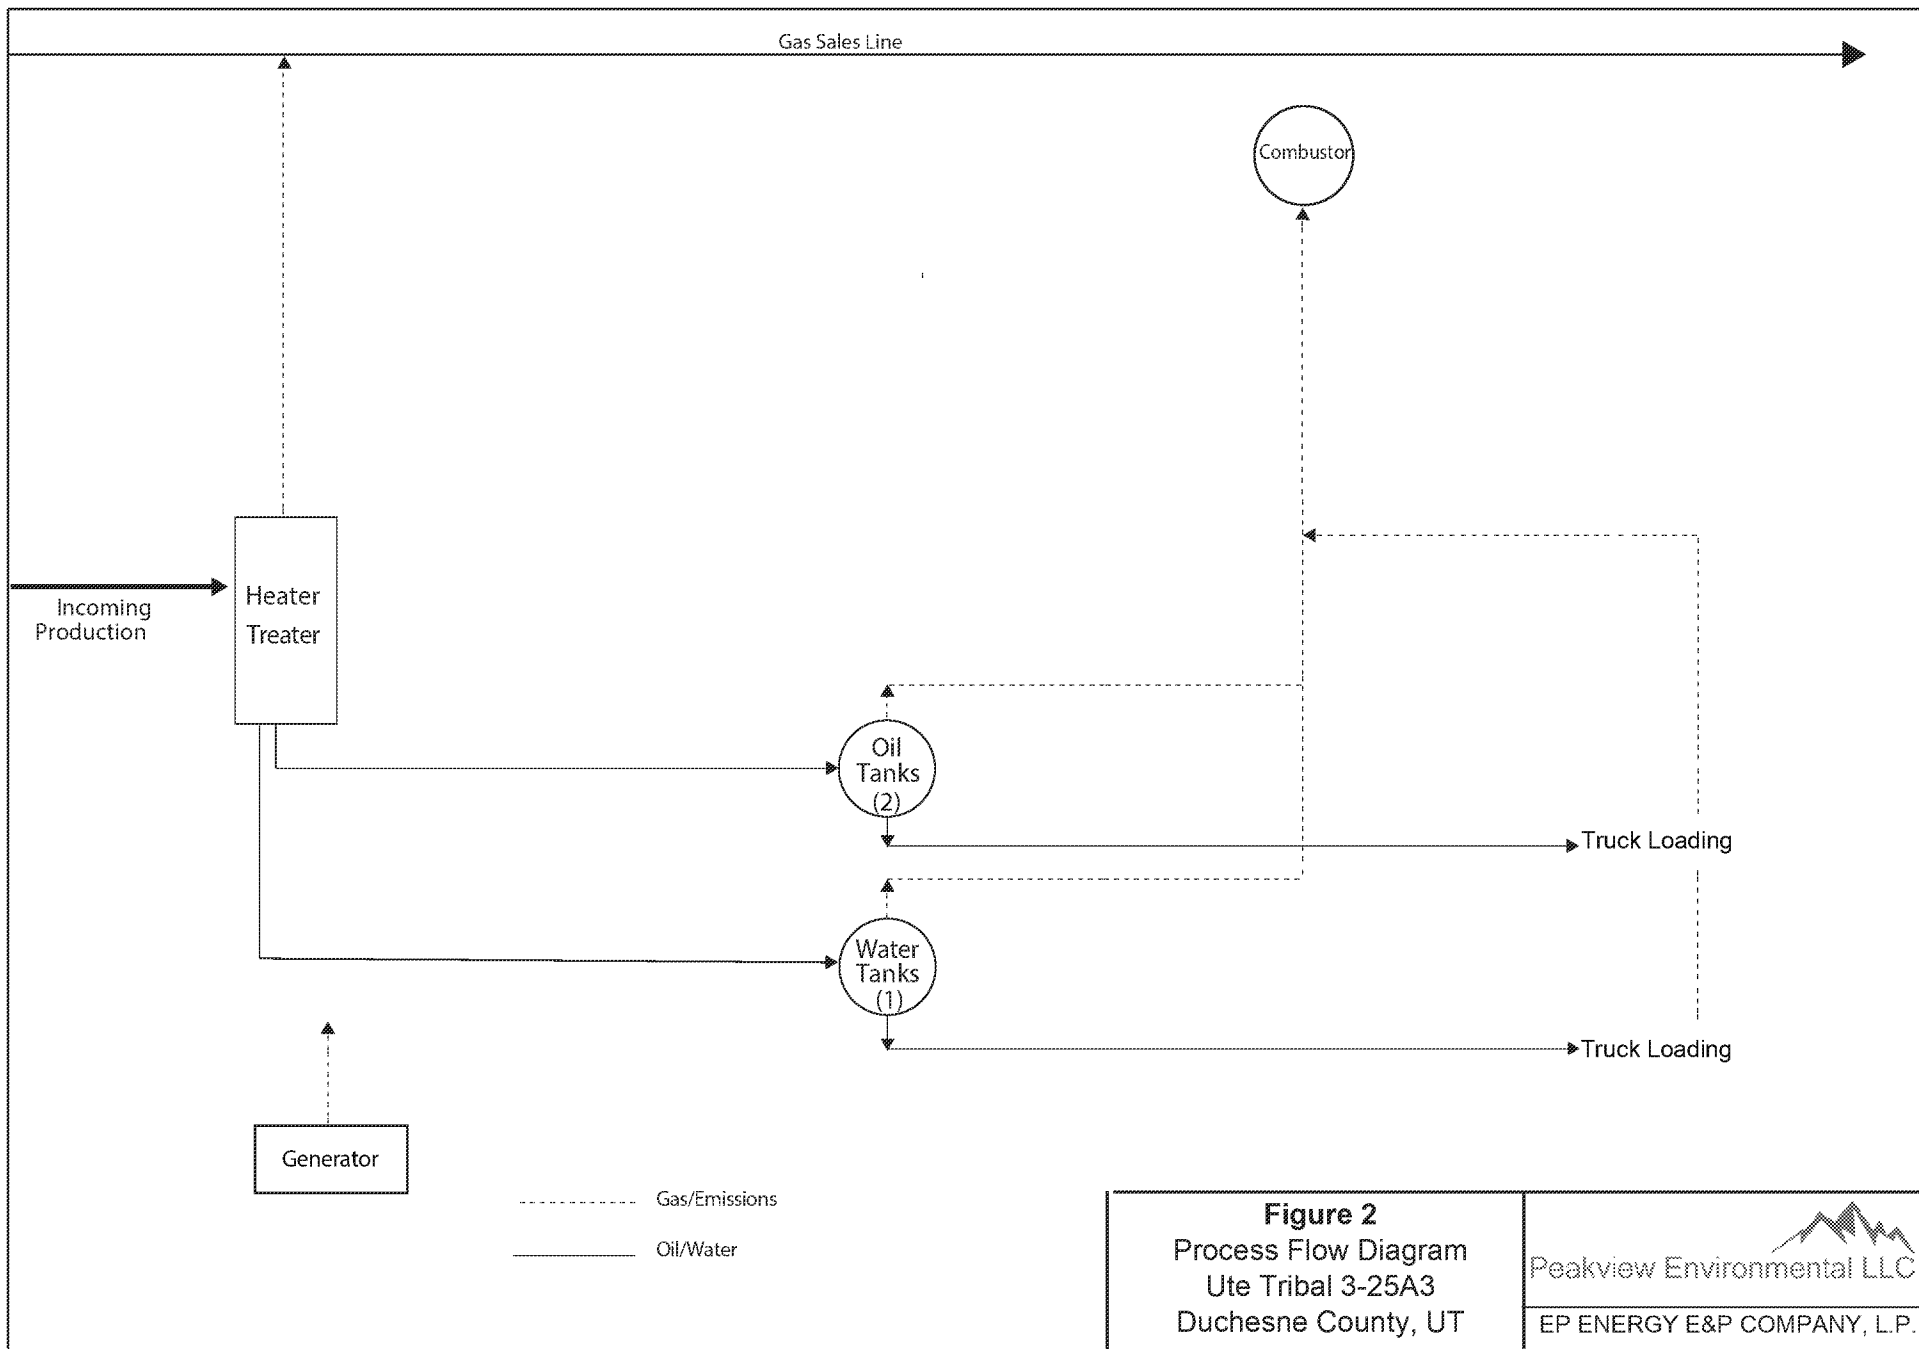 Gas Sales Line
Combustor
Incoming
Production
Heater
Treater
Oil
Tanks
(2)
Truck Loading
Water
Tanks
(1)
Truck Loading
Generator
Gas/Emissions
Oil/Water
Figure 2
Process Flow Diagram
Ute Tribal 3-25A3
Duchesne County, UT
Peakview Environmental LLC
EP ENERGY E&P COMPANY, L.P.